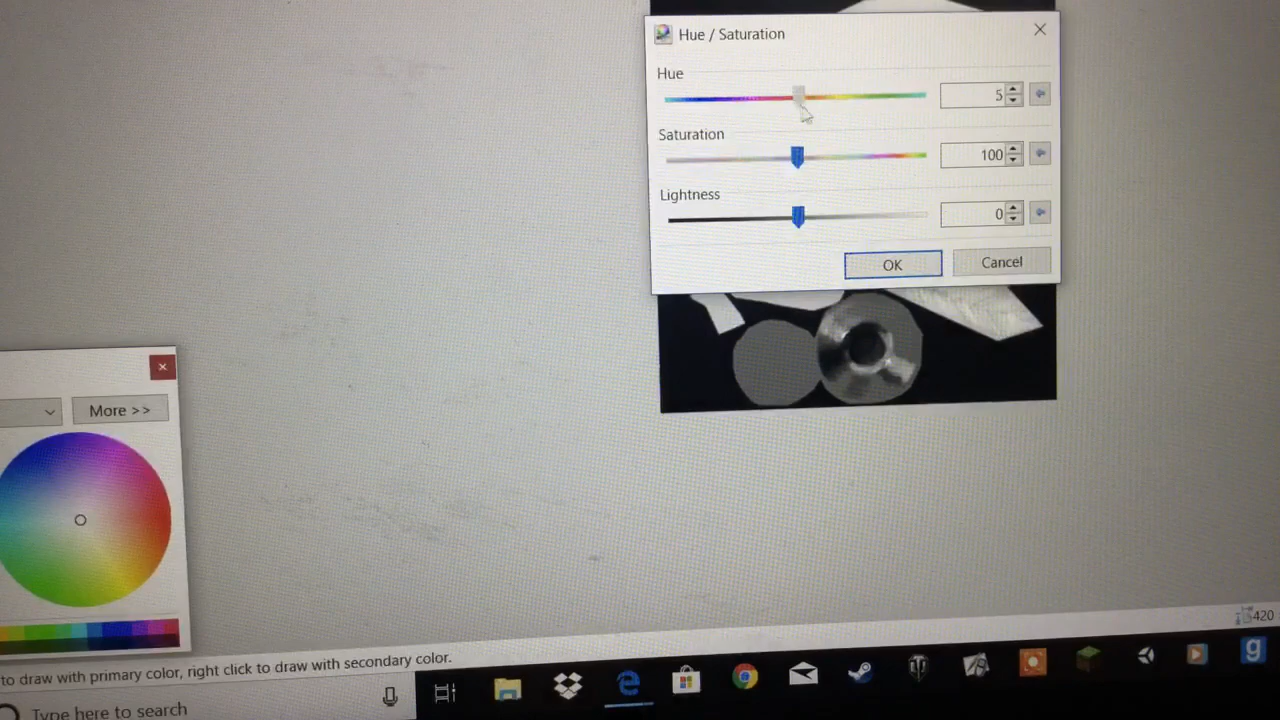 Hue / Saturation
Hue
5
Saturation
100
Lightness
0
OK
Cancel
More >>
to draw with primary color, right click to draw with secondary color.
420
Type here to search
g